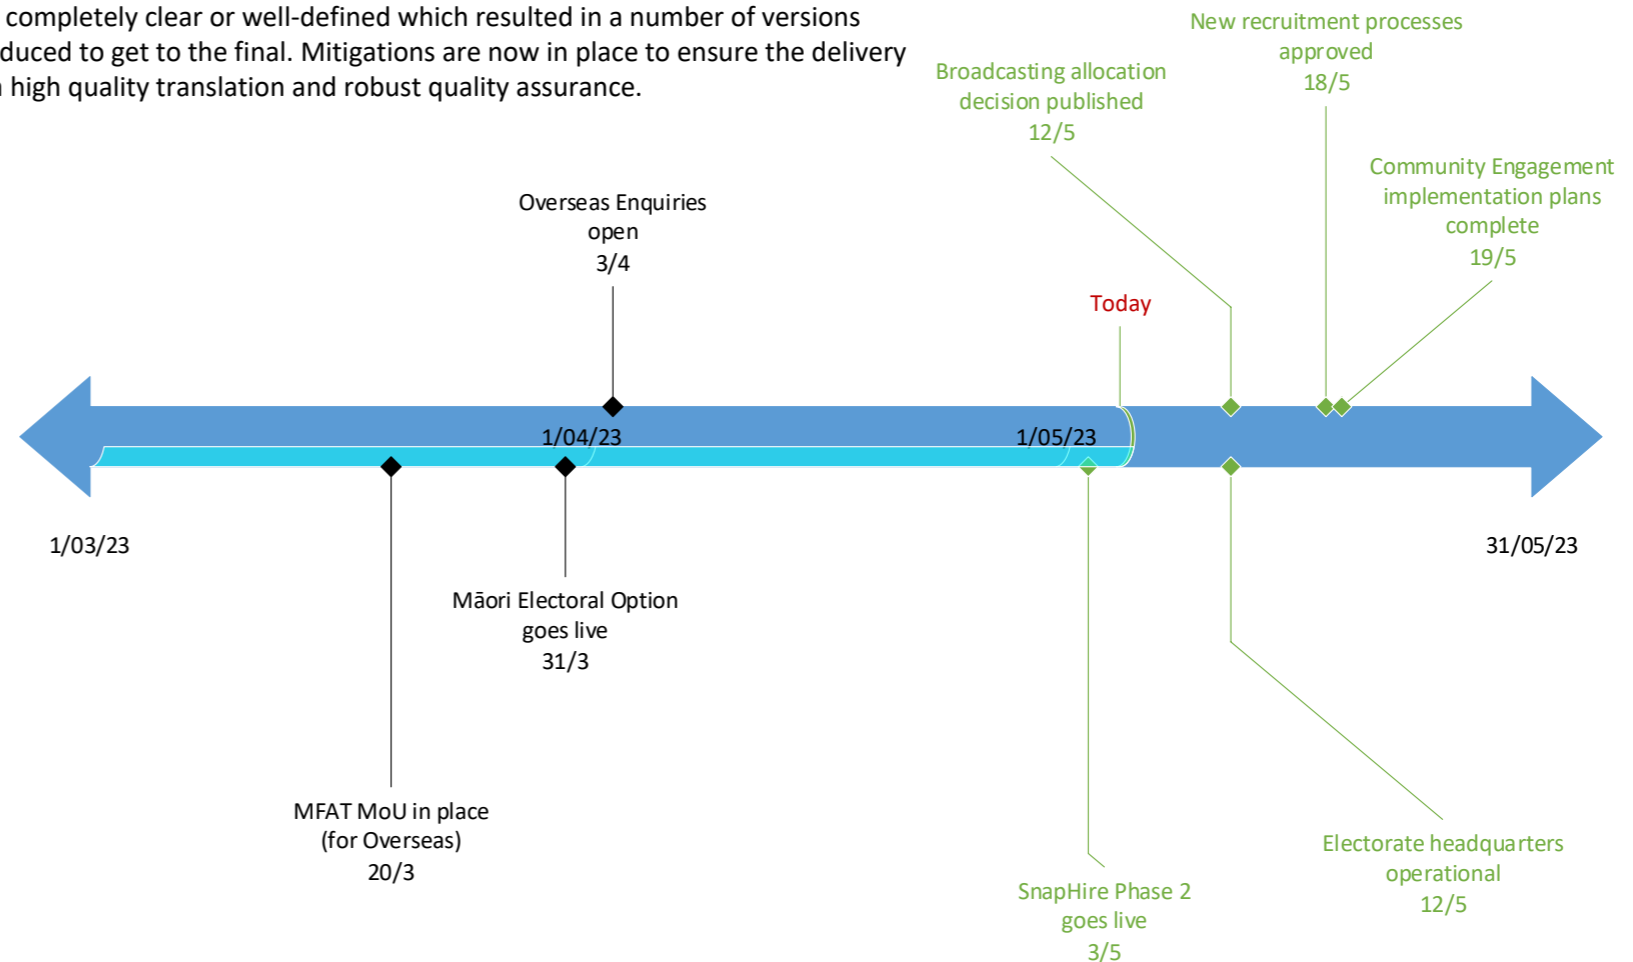 completely clear or well-defined which resulted in a number of versions
duced to get to the final. Mitigations are now in place to ensure the delivery
high quality translation and robust quality assurance.
New recruitment processes
approved
18/5
Broadcasting allocation
decision published
12/5
Community Engagement
implementation plans
complete
19/5
Overseas Enquiries
open
3/4
Today
1/04/23
1/05/23
1/03/23
31/05/23
Māori Electoral Option
goes live
31/3
MFAT MoU in place
(for Overseas)
20/3
Electorate headquarters
operational
12/5
SnapHire Phase 2
goes live
3/5